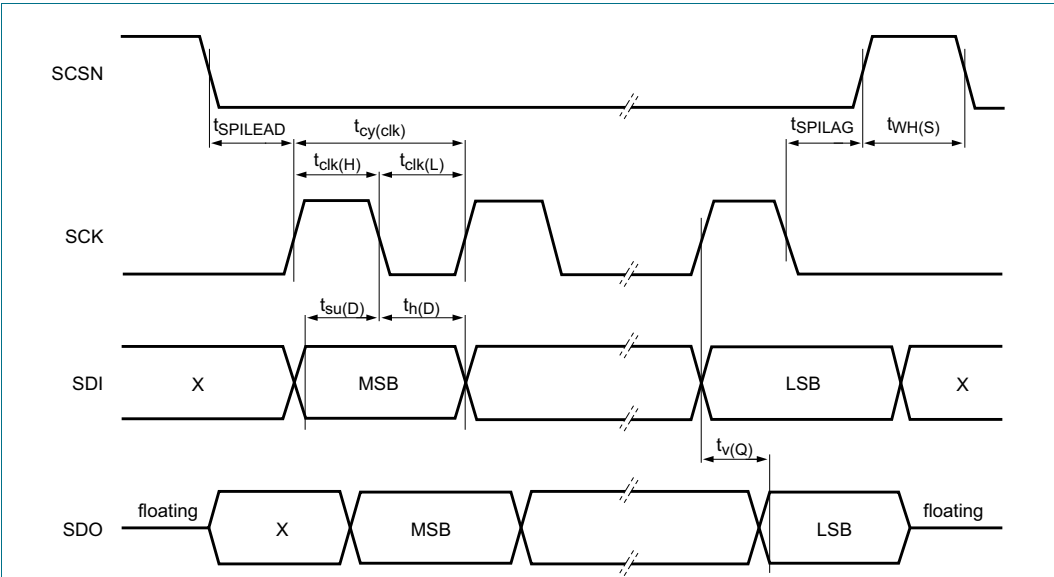 SCSN
tSPILEAD
tcy(clk)
tSPILAG
tWH(S)
tclk(H)
tclk(L)
SCK
tsu(D)
th(D)
SDI
X
MSB
LSB
X
tv(Q)
SDO
floating
X
MSB
LSB
floating